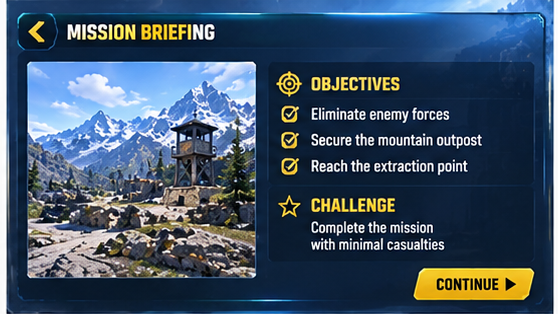 MISSION BRIEFING
OBJECTIVES
Eliminate enemy forces
Secure the mountain outpost
Reach the extraction point
CHALLENGE
Complete the mission
with minimal casualties
CONTINUE